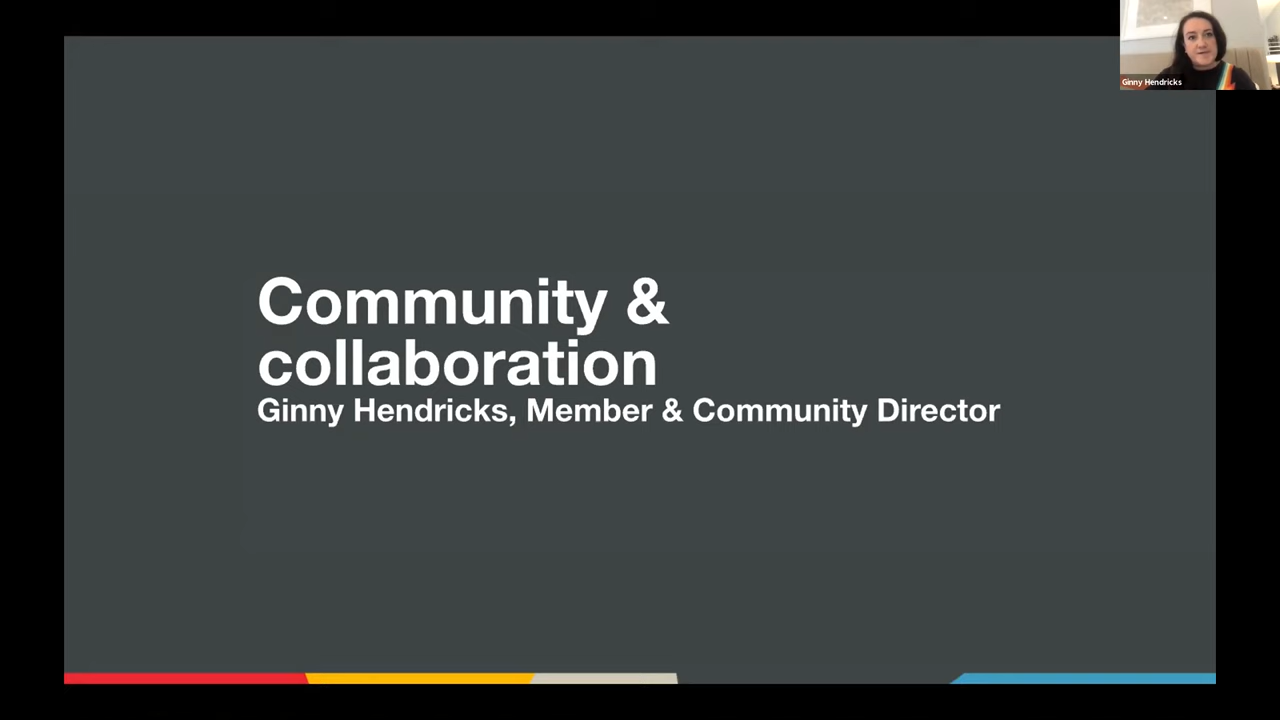 Ginny Hendricks
Community &
collaboration
Ginny Hendricks, Member & Community Director